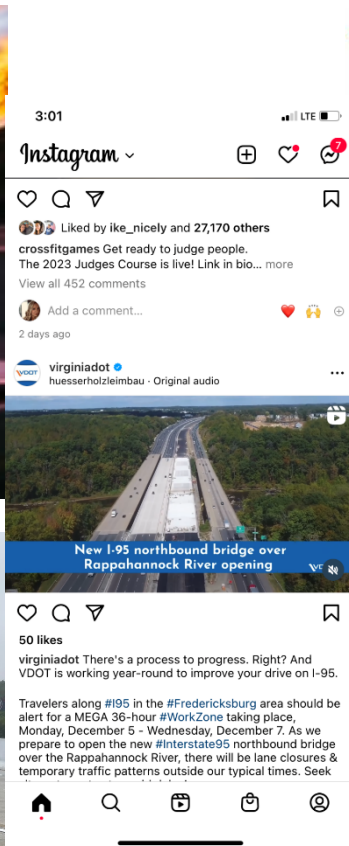 3:01
LTE
Instagram
7
Liked by ike_nicely and 27,170 others
crossfitgames Get ready to judge people.
The 2023 Judges Course is live! Link in bio... more
View all 452 comments
Add a comment...
2 days ago
VDOT
virginiadot
huesserholzleimbau · Original audio
New I-95 northbound bridge over
Rappahannock River opening
50 likes
virginiadot There's a process to progress. Right? And
VDOT is working year-round to improve your drive on I-95.
Travelers along #I95 in the #Fredericksburg area should be
alert for a MEGA 36-hour #WorkZone taking place,
Monday, December 5 - Wednesday, December 7. As we
prepare to open the new #Interstate95 northbound bridge
over the Rappahannock River, there will be lane closures &
temporary traffic patterns outside our typical times. Seek